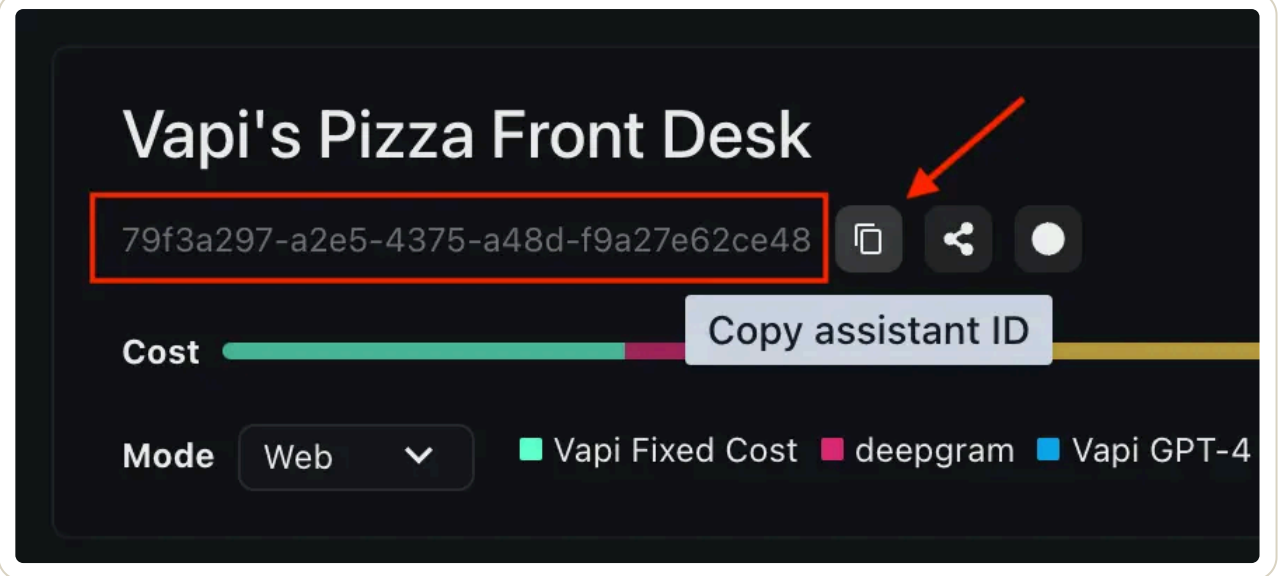 Vapi's Pizza Front Desk
79f3a297-a2e5-4375-a48d-f9a27e62ce48
Copy assistant ID
Cost
Mode Web Vapi Fixed Cost deepgram Vapi GPT-4